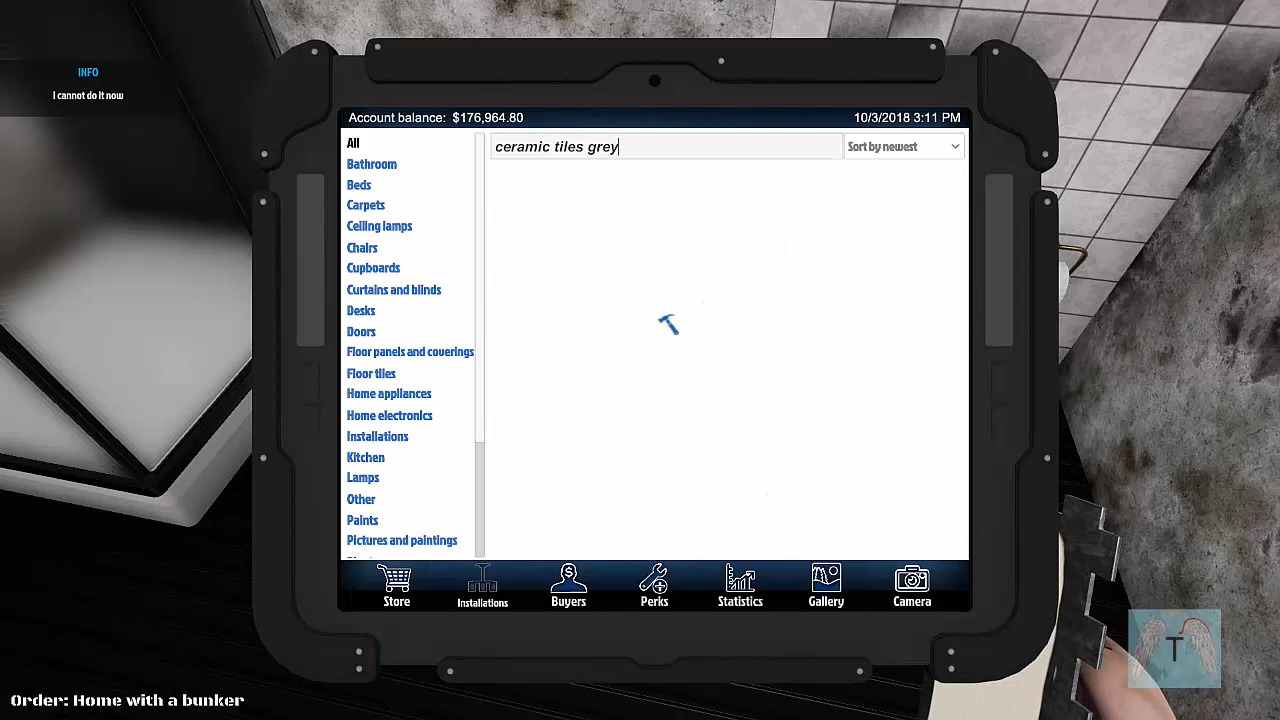 INFO
I cannot do it now
Account balance: $176,964.80
10/3/2018 3:11 PM
ceramic tiles grey
Sort by newest
All
Bathroom
Beds
Carpets
Ceiling lamps
Chairs
Cupboards
Curtains and blinds
Desks
Doors
Floor panels and coverings
Floor tiles
Home appliances
Home electronics
Installations
Kitchen
Lamps
Other
Paints
Pictures and paintings
Store
Installations
Buyers
Perks
Statistics
Gallery
Camera
T
Order: Home with a bunker